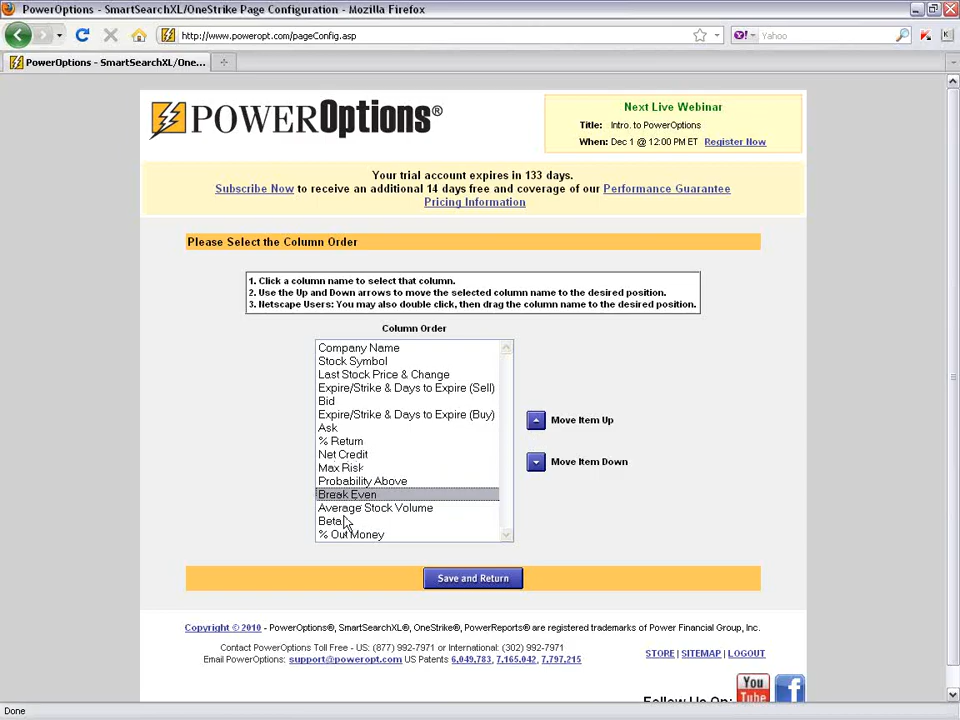 PowerOptions - SmartSearchXL/OneStrike Page Configuration - Mozilla Firefox
http://www.poweropt.com/pageConfig.asp
Yahoo
PowerOptions - SmartSearchXL/One...
POWEROptions®
Next Live Webinar
Title: Intro. to PowerOptions
When: Dec 1 @ 12:00 PM ET Register Now
Your trial account expires in 133 days.
Subscribe Now to receive an additional 14 days free and coverage of our Performance Guarantee
Pricing Information
Please Select the Column Order
1. Click a column name to select that column.
2. Use the Up and Down arrows to move the selected column name to the desired position.
3. Netscape Users: You may also double click, then drag the column name to the desired position.
Column Order
Company Name
Stock Symbol
Last Stock Price & Change
Expire/Strike & Days to Expire (Sell)
Bid
Expire/Strike & Days to Expire (Buy)
Ask
% Return
Net Credit
Max Risk
Probability Above
Break Even
Average Stock Volume
Beta
% Out Money
Move Item Up
Move Item Down
Save and Return
Copyright © 2010 - PowerOptions®, SmartSearchXL®, OneStrike®, PowerReports® are registered trademarks of Power Financial Group, Inc.
Contact PowerOptions Toll Free - US: (877) 992-7971 or International: (302) 992-7971
Email PowerOptions: support@poweropt.com US Patents 6,049,783, 7,165,042, 7,797,215
STORE | SITEMAP | LOGOUT
Follow Us On:
You Tube
f
Done